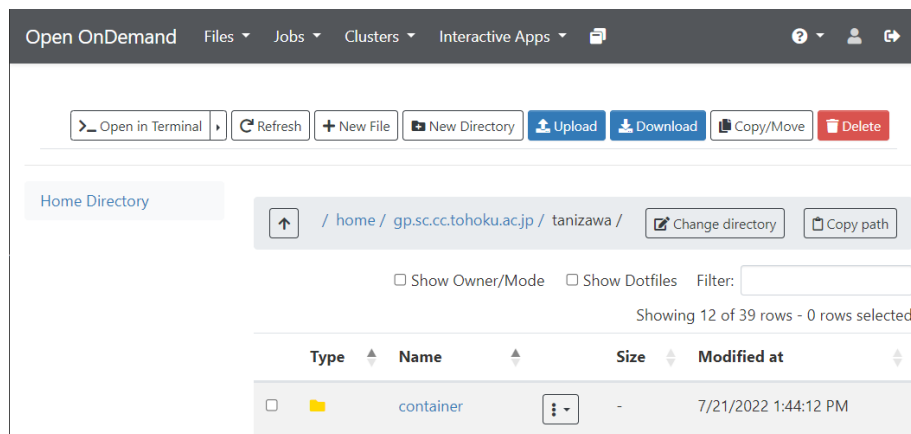 Open OnDemand Files Jobs Clusters Interactive Apps
Open in Terminal Refresh New File New Directory Upload Download Copy/Move Delete
Home Directory
/ home / gp.sc.cc.tohoku.ac.jp / tanizawa / Change directory Copy path
Show Owner/Mode Show Dotfiles Filter:
Showing 12 of 39 rows - 0 rows selected
Type Name Size Modified at
container - 7/21/2022 1:44:12 PM